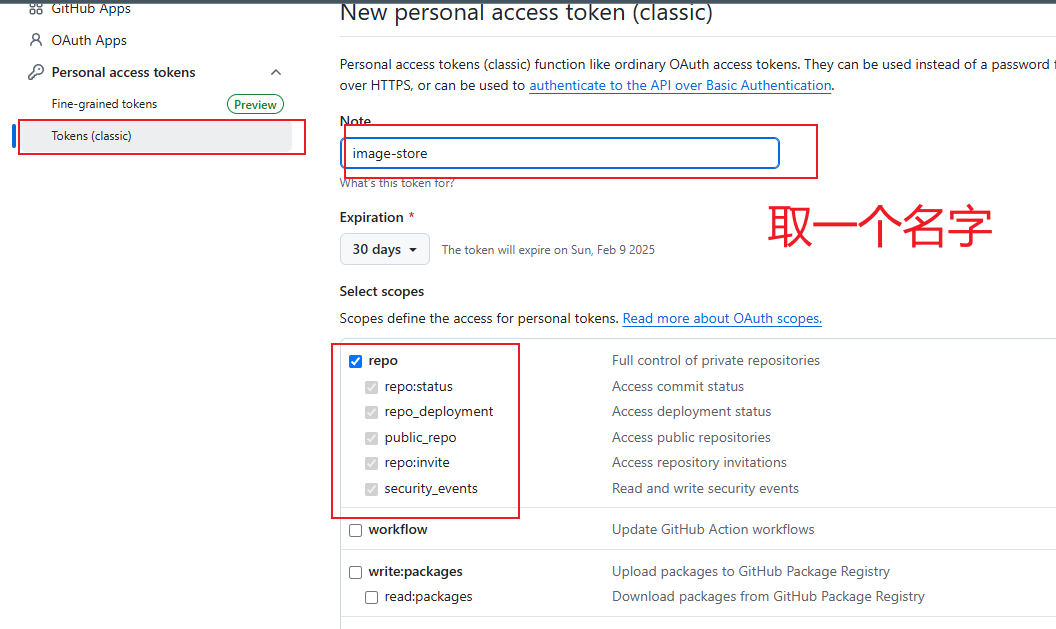 GitHub Apps
OAuth Apps
Personal access tokens
Fine-grained tokens Preview
Tokens (classic)
New personal access token (classic)
Personal access tokens (classic) function like ordinary OAuth access tokens. They can be used instead of a password
over HTTPS, or can be used to authenticate to the API over Basic Authentication.
Note
image-store
What's this token for?
取一个名字
Expiration *
30 days The token will expire on Sun, Feb 9 2025
Select scopes
Scopes define the access for personal tokens. Read more about OAuth scopes.
repo Full control of private repositories
repo:status Access commit status
repo_deployment Access deployment status
public_repo Access public repositories
repo:invite Access repository invitations
security_events Read and write security events
workflow Update GitHub Action workflows
write:packages Upload packages to GitHub Package Registry
read:packages Download packages from GitHub Package Registry